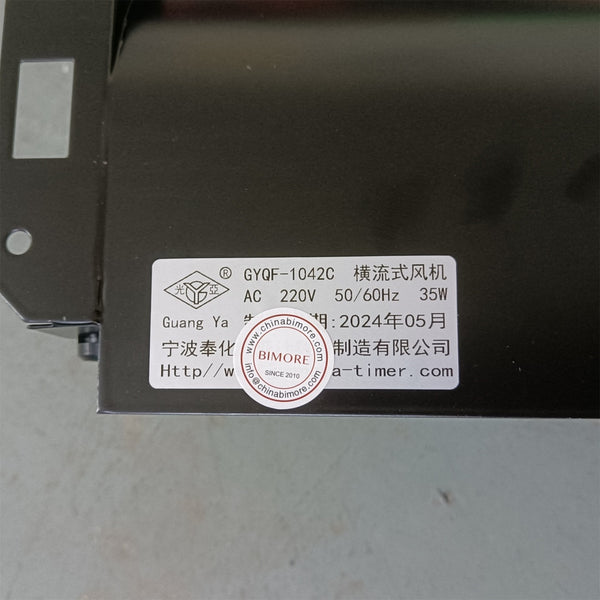 光 亞 ®
GYQF-1042C 横流式风机
AC 220V 50/60Hz 35W
Guang Ya 期:2024年05月
宁波奉化 制造有限公司
Http//w a-timer.com
www.chinabimore.com
BIMORE
SINCE 2010
info@chinabimore.com